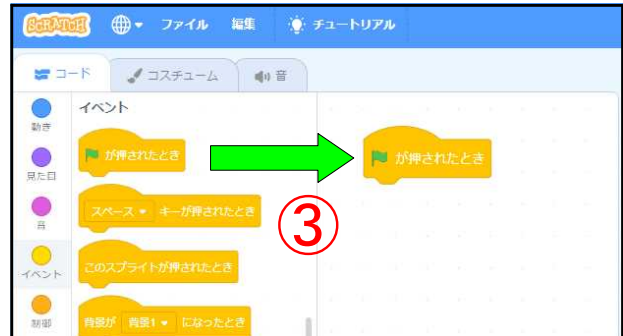 SCRATCH ファイル 編集 チュートリアル
コード コスチューム 音
イベント
動き
が押されたとき
が押されたとき
見た目
スペース キーが押されたとき
③
音
このスプライトが押されたとき
イベント
背景が 背景1 になったとき
制御